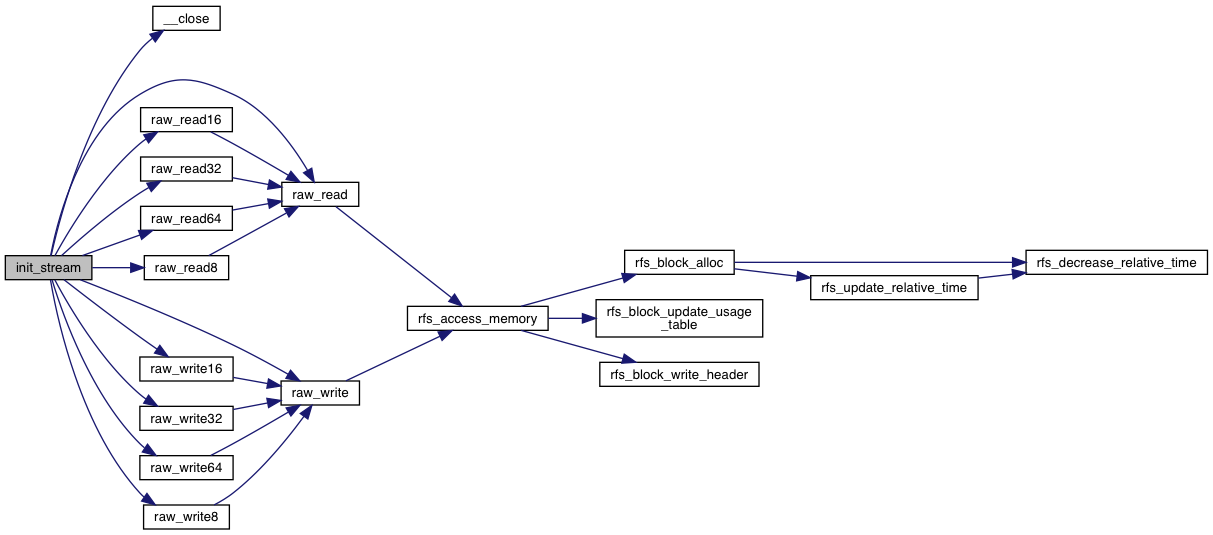 __close
raw_read16
raw_read32
raw_read64
raw_read8
raw_read
init_stream
raw_write16
raw_write32
raw_write64
raw_write8
raw_write
rfs_access_memory
rfs_block_alloc
rfs_block_update_usage
_table
rfs_block_write_header
rfs_update_relative_time
rfs_decrease_relative_time